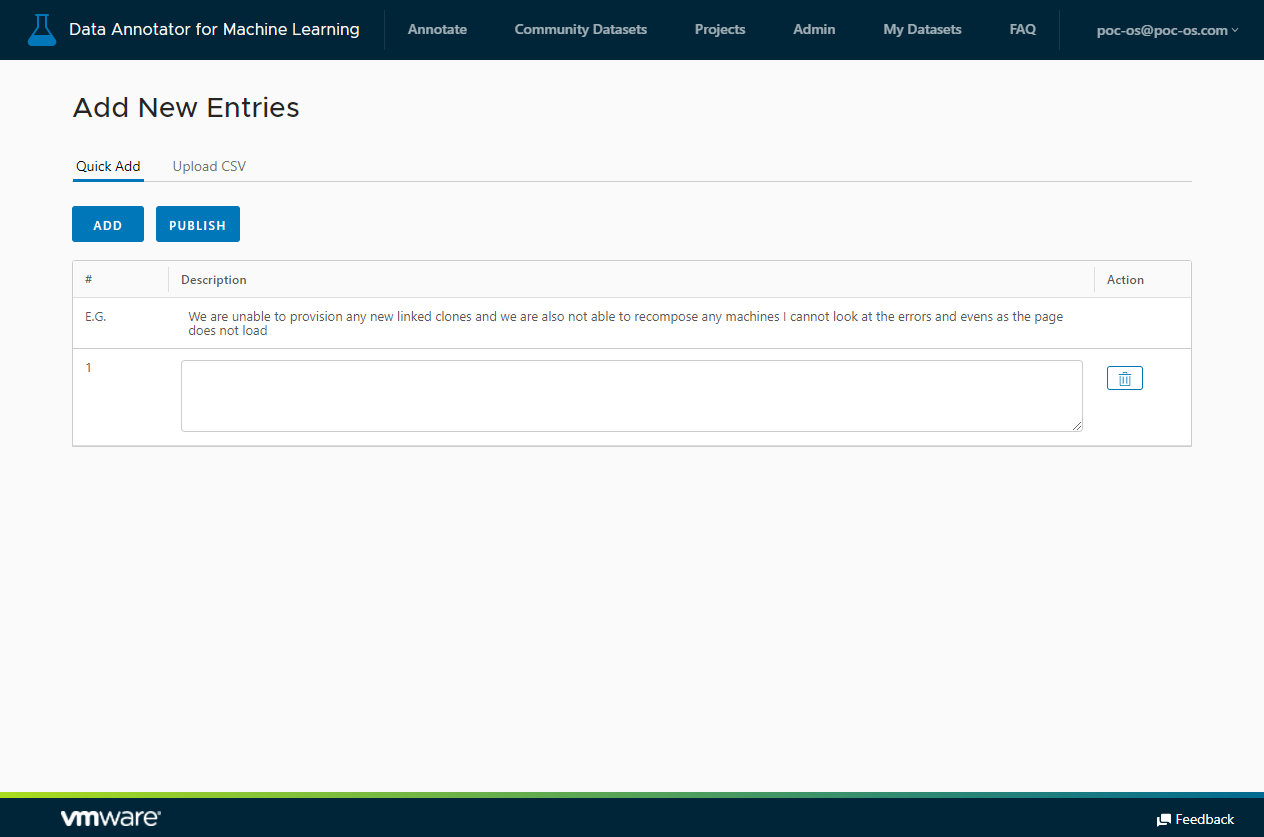 Data Annotator for Machine Learning
Annotate
Community Datasets
Projects
Admin
My Datasets
FAQ
poc-os@poc-os.com
Add New Entries
Quick Add
Upload CSV
ADD
PUBLISH
#
Description
Action
E.G.
We are unable to provision any new linked clones and we are also not able to recompose any machines I cannot look at the errors and evens as the page
does not load
1
vmware®
Feedback